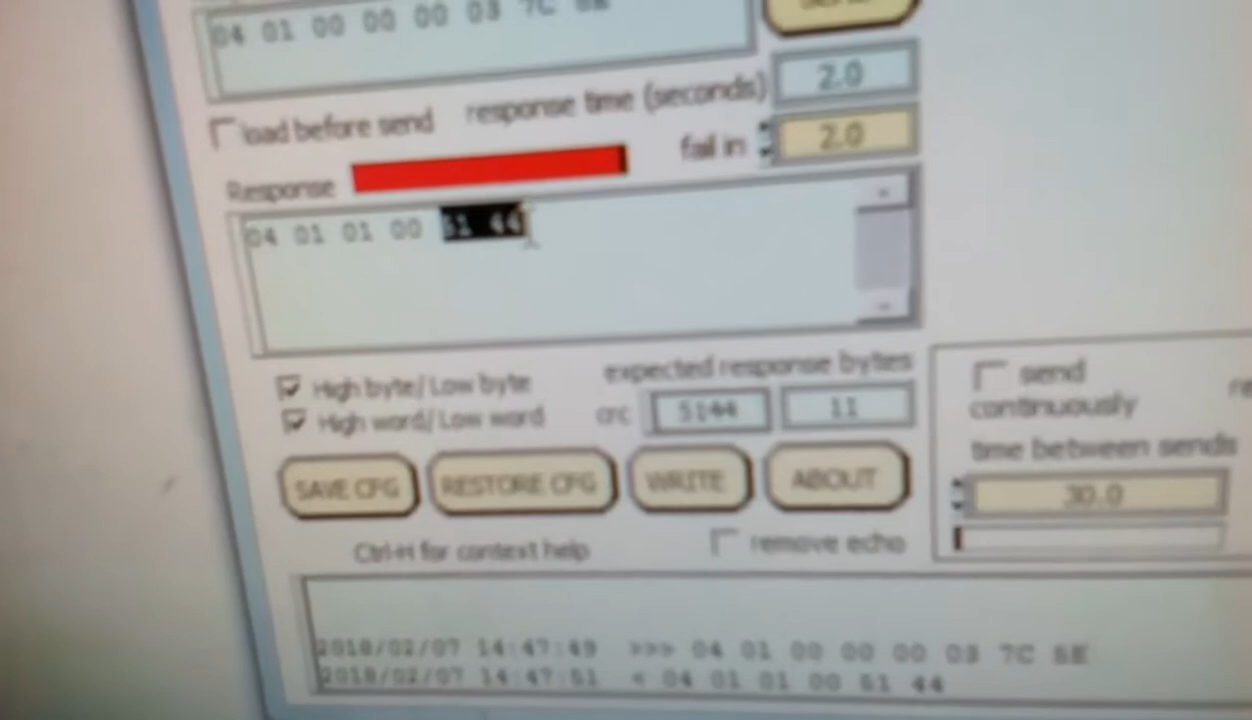 04 01 00 00 00 03 7C 6E
2.0
load before send response time (seconds)
fail in 2.0
Response
04 01 01 00 51 44
High byte/Low byte expected response bytes
High word/Low word crc 5144 11
send
continuously
time between sends
30.0
SAVE CFG RESTORE CFG WRITE ABOUT
Ctrl-H for context help remove echo
2018/02/07 14:47:49 >>> 04 01 00 00 00 03 7C 6E
2018/02/07 14:47:51 < 04 01 01 00 51 44